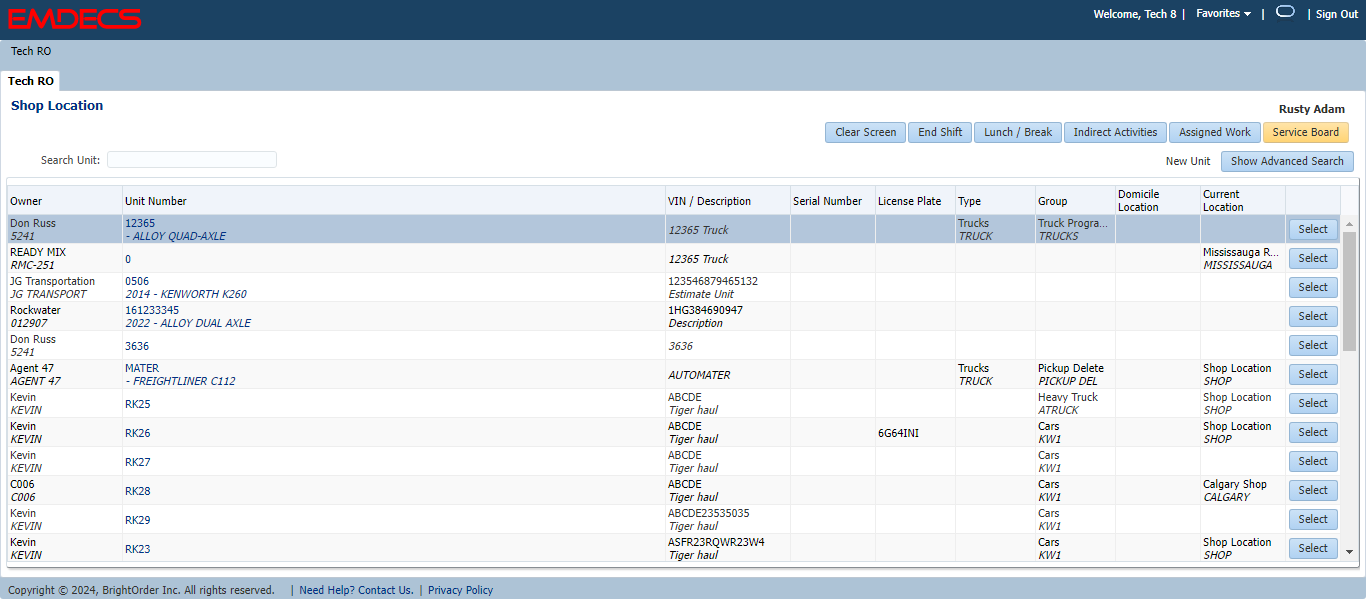 EMDECS
Welcome, Tech 8 | Favorites | | Sign Out
Tech RO
Tech RO
Shop Location
Rusty Adam
Clear Screen End Shift Lunch / Break Indirect Activities Assigned Work Service Board
Search Unit: New Unit Show Advanced Search
Owner Unit Number VIN / Description Serial Number License Plate Type Group Domicile Location Current Location
Don Russ 12365 Trucks Truck Progra...
5241 - ALLOY QUAD-AXLE 12365 Truck TRUCK TRUCKS Select
READY MIX Mississauga R...
RMC-251 0 12365 Truck MISSISSAUGA Select
JG Transportation 0506 123546879465132
JG TRANSPORT 2014 - KENWORTH K260 Estimate Unit Select
Rockwater 161233345 1HG384690947
012907 2022 - ALLOY DUAL AXLE Description Select
Don Russ
5241 3636 3636 Select
Agent 47 MATER Trucks Pickup Delete Shop Location
AGENT 47 - FREIGHTLINER C112 AUTOMATER TRUCK PICKUP DEL SHOP Select
Kevin ABCDE Heavy Truck Shop Location
KEVIN RK25 Tiger haul ATRUCK SHOP Select
Kevin ABCDE Cars Shop Location
KEVIN RK26 Tiger haul 6G64INI KW1 SHOP Select
Kevin ABCDE Cars
KEVIN RK27 Tiger haul KW1 Select
C006 ABCDE Cars Calgary Shop
C006 RK28 Tiger haul KW1 CALGARY Select
Kevin ABCDE23535035 Cars
KEVIN RK29 Tiger haul KW1 Select
Kevin ASFR23RQWR23W4 Cars Shop Location
KEVIN RK23 Tiger haul KW1 SHOP Select
Copyright © 2024, BrightOrder Inc. All rights reserved. | Need Help? Contact Us. | Privacy Policy